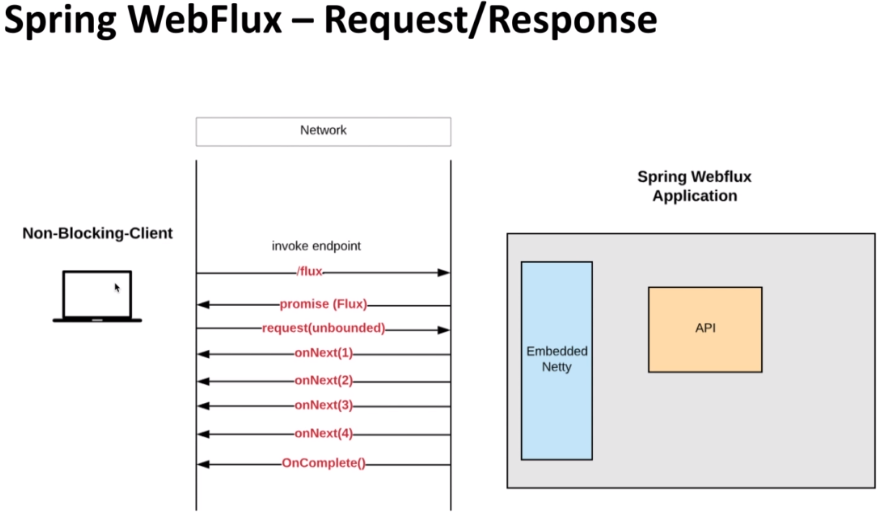 Spring WebFlux – Request/Response
Network
Spring Webflux
Application
Non-Blocking-Client
invoke endpoint
/flux
promise (Flux)
request(unbounded)
onNext(1)
onNext(2)
onNext(3)
onNext(4)
OnComplete()
Embedded
Netty
API